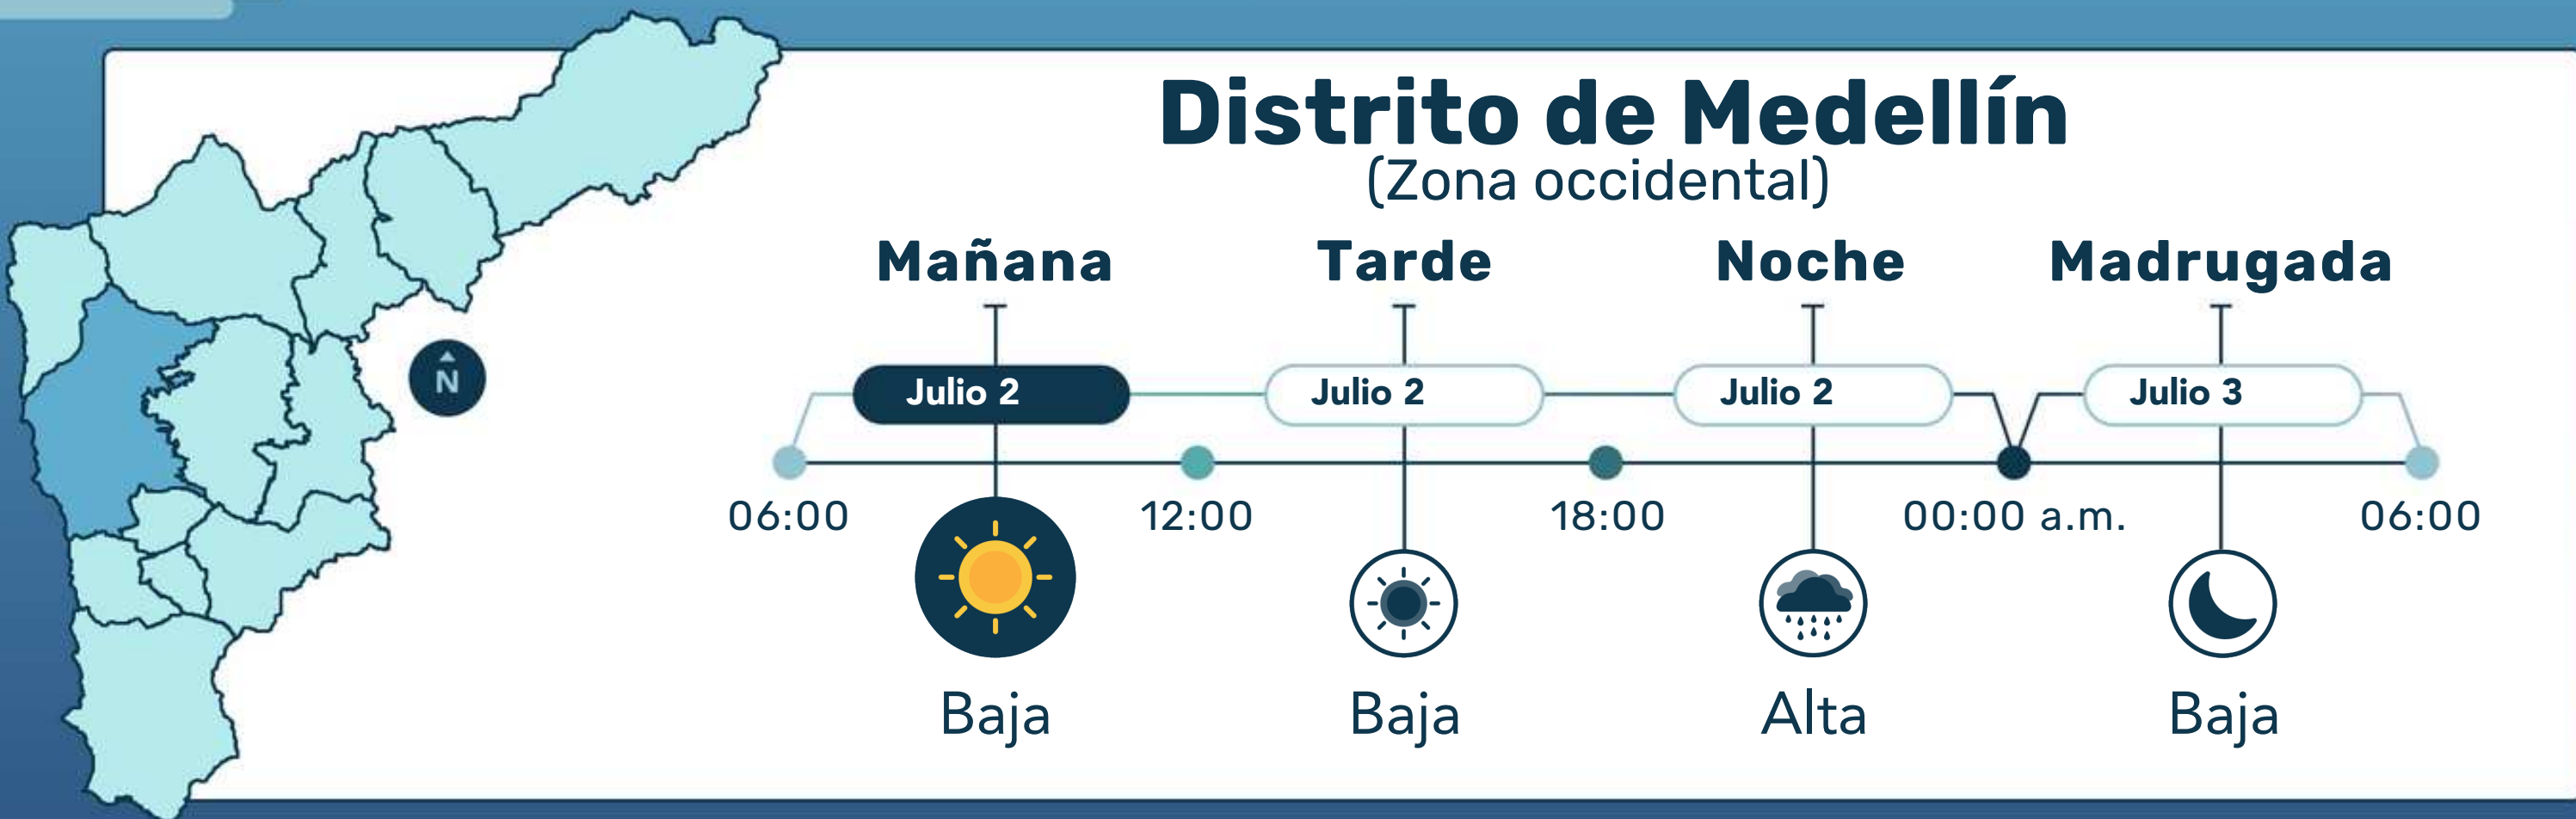 Distrito de Medellín
(Zona occidental)
Mañana Tarde Noche Madrugada
Julio 2 Julio 2 Julio 2 Julio 3
N
06:00 12:00 18:00 00:00 a.m. 06:00
Baja Baja Alta Baja